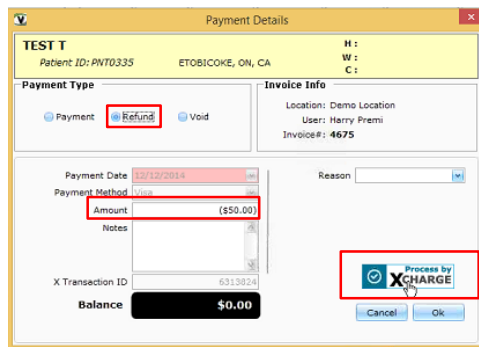 Payment Details
TEST T
H :
Patient ID: PNT0335 ETOBICOKE, ON, CA
W :
C :
Payment Type
Invoice Info
Payment Refund Void
Location: Demo Location
User: Harry Premi
Invoice#: 4675
Payment Date 12/12/2014
Reason
Payment Method Visa
Amount ($50.00)
Notes
X Transaction ID 6313824
Process by
XCHARGE
Balance $0.00
Cancel Ok